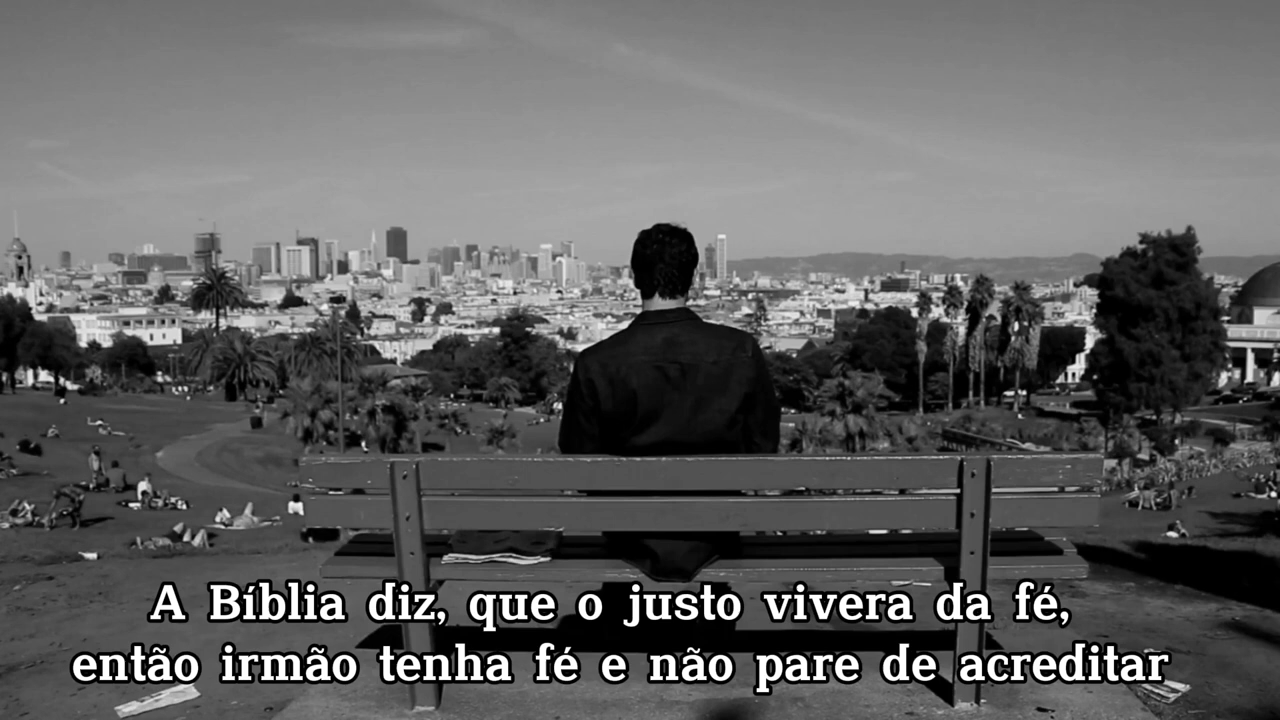 A Bíblia diz, que o justo vivera da fé,
então irmão tenha fé e não pare de acreditar